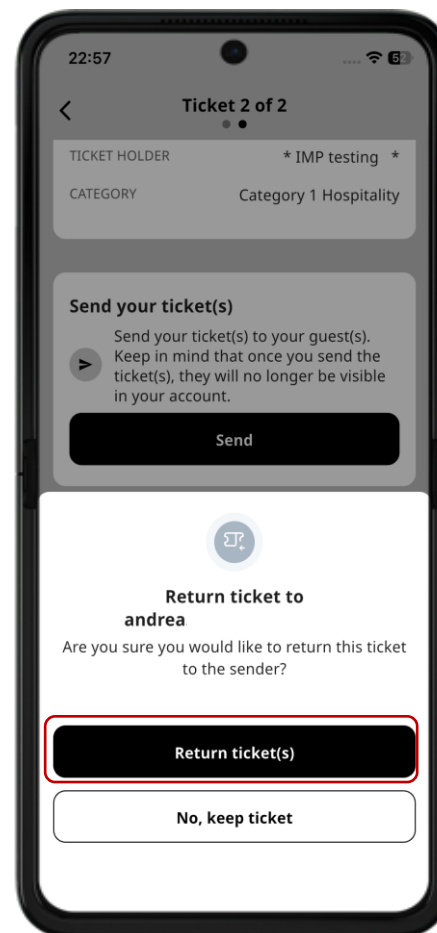 22:57
52
Ticket 2 of 2
TICKET HOLDER * IMP testing *
CATEGORY Category 1 Hospitality
Send your ticket(s)
Send your ticket(s) to your guest(s).
Keep in mind that once you send the
ticket(s), they will no longer be visible
in your account.
Send
Return ticket to
andrea
Are you sure you would like to return this ticket
to the sender?
Return ticket(s)
No, keep ticket